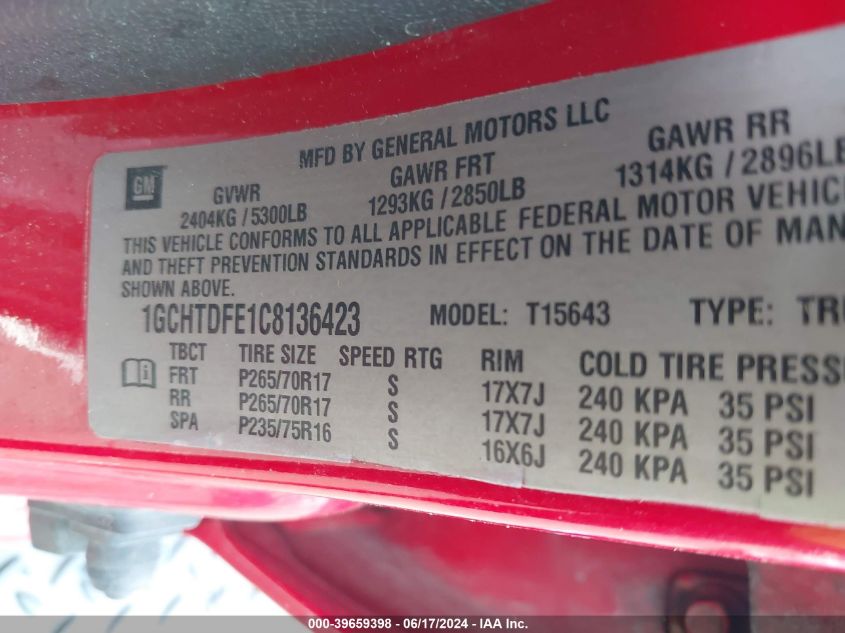 MFD BY GENERAL MOTORS LLC
GM GVWR GAWR FRT GAWR RR
2404KG / 5300LB 1293KG / 2850LB 1314KG / 2896LB
THIS VEHICLE CONFORMS TO ALL APPLICABLE FEDERAL MOTOR VEHIC
AND THEFT PREVENTION STANDARDS IN EFFECT ON THE DATE OF MAN
SHOWN ABOVE.
1GCHTDFE1C8136423 MODEL: T15643 TYPE: TRU
TBCT TIRE SIZE SPEED RTG RIM COLD TIRE PRESSU
FRT P265/70R17 S 17X7J 240 KPA 35 PSI
RR P265/70R17 S 17X7J 240 KPA 35 PSI
SPA P235/75R16 S 16X6J 240 KPA 35 PSI
000-39659398 - 06/17/2024 - IAA Inc.